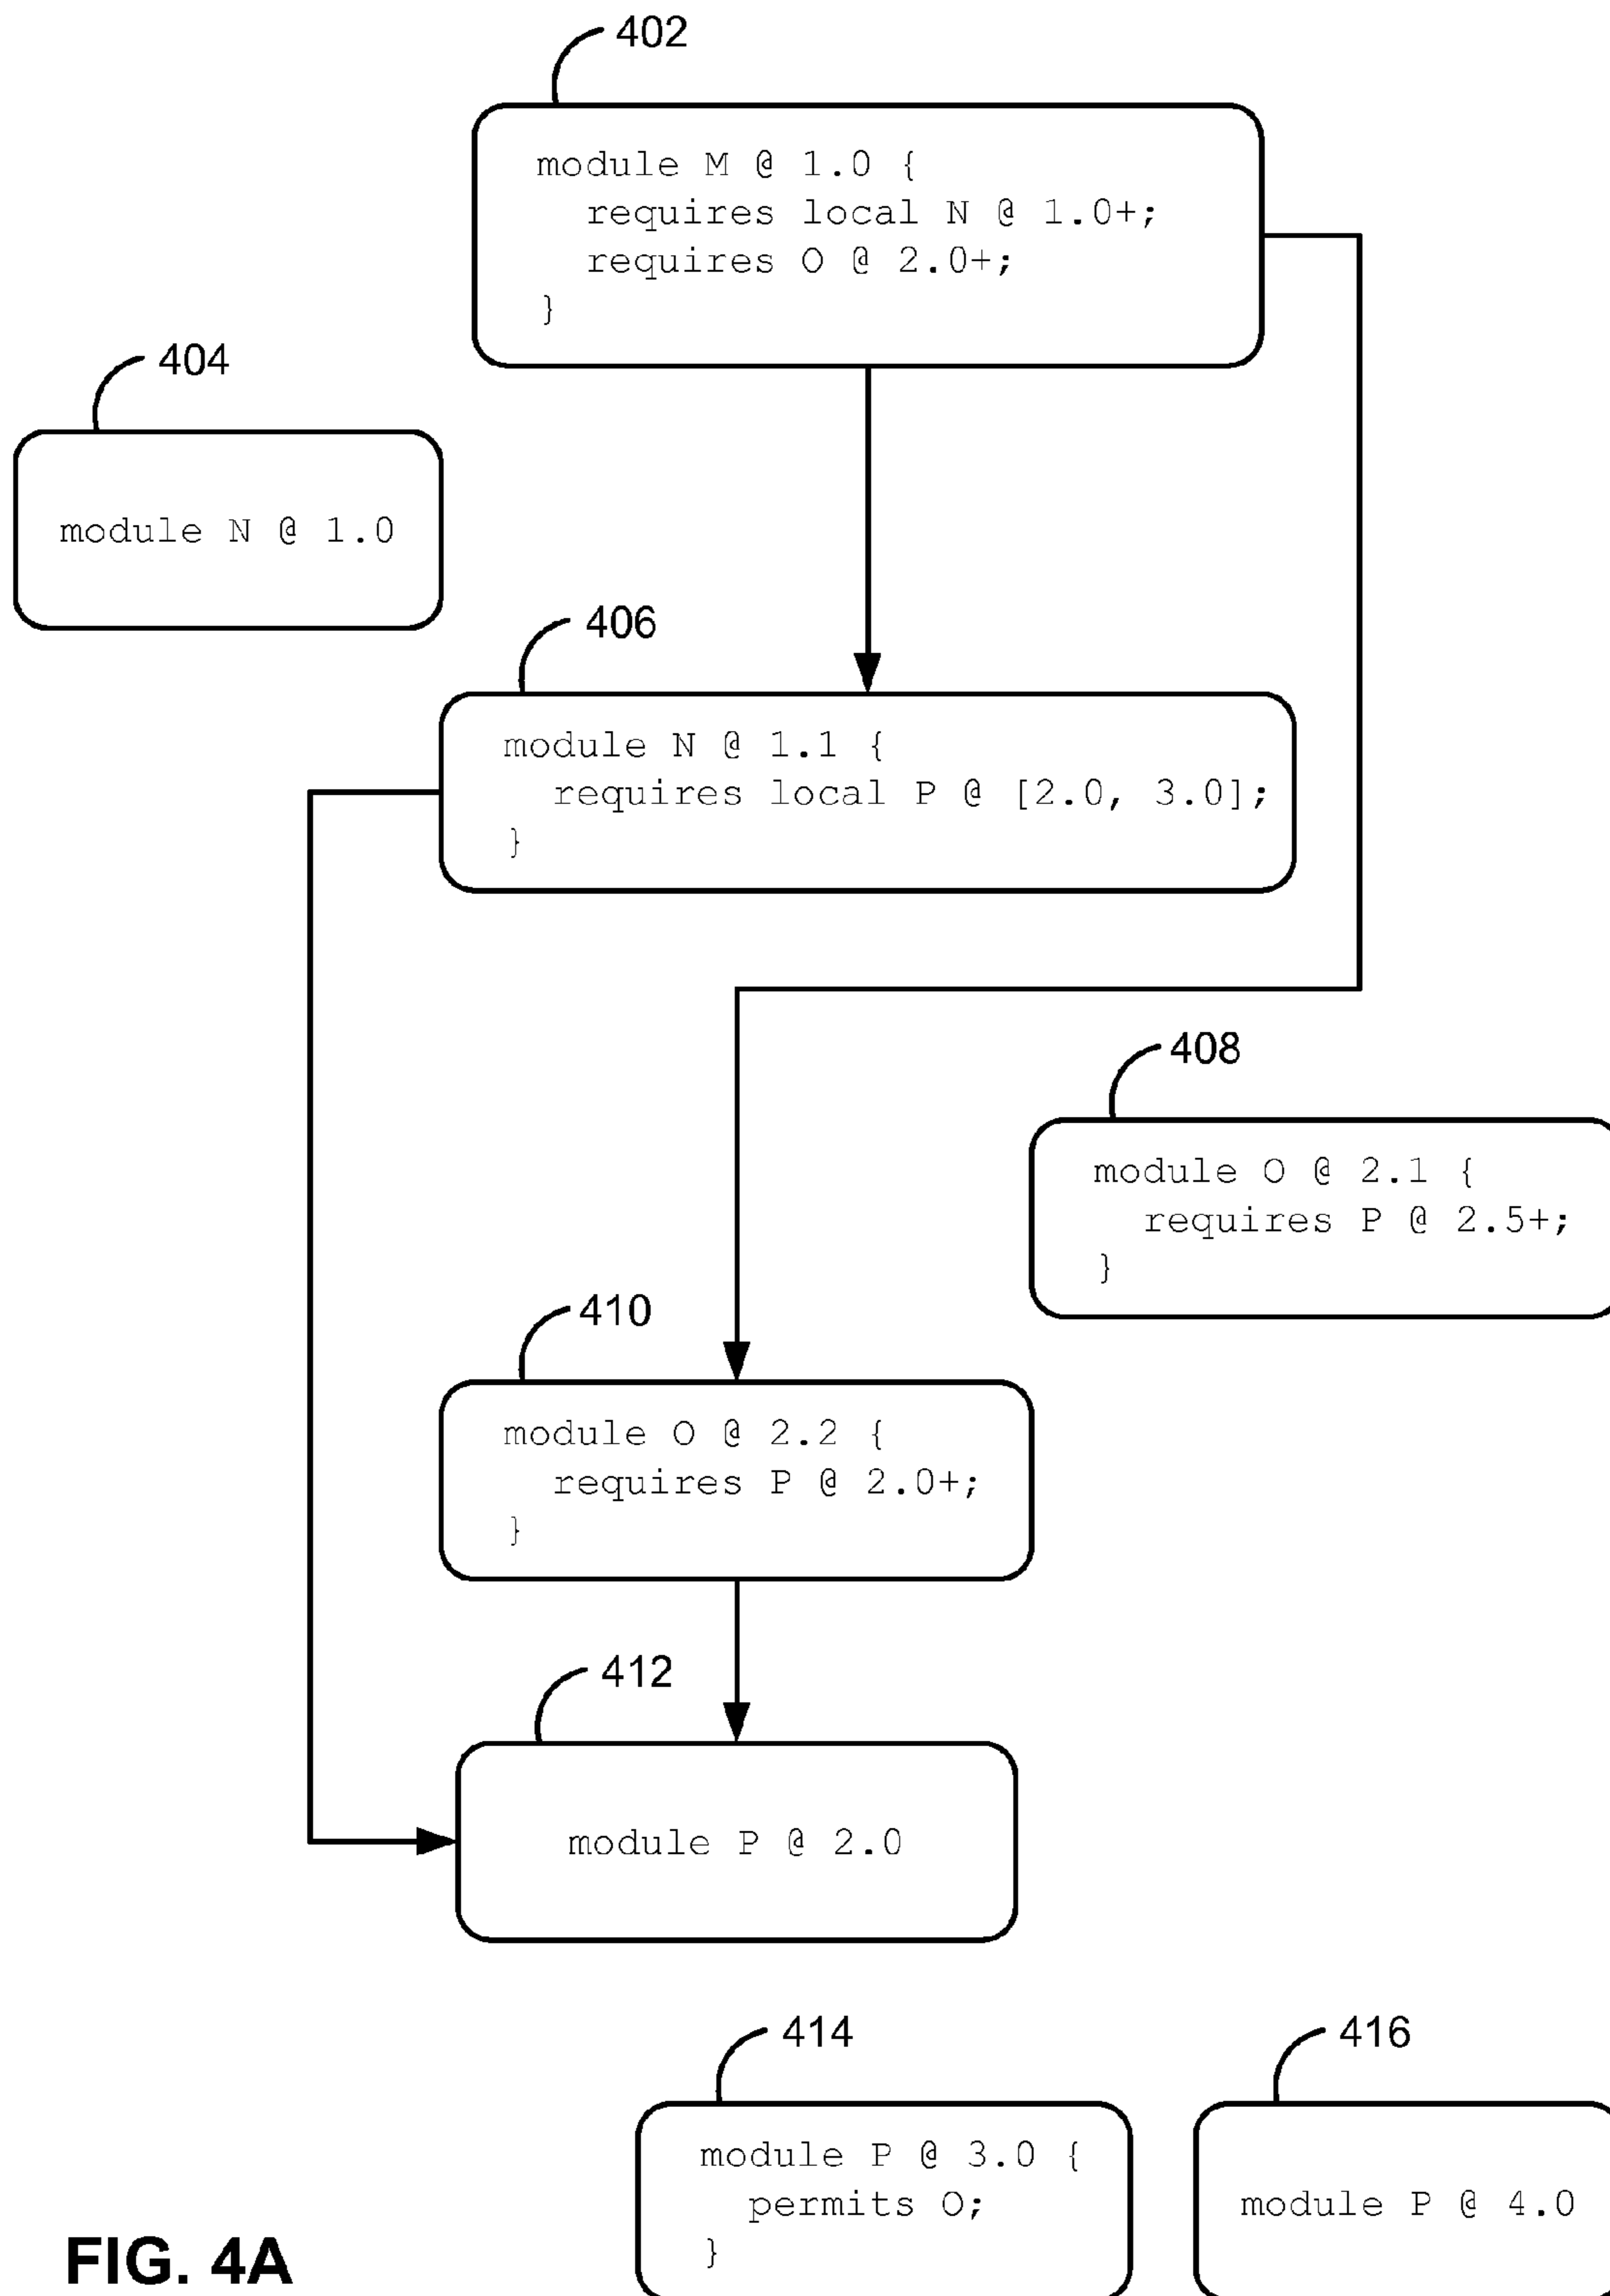 402
module M @ 1.0 {
requires local N @ 1.0+;
requires O @ 2.0+;
}
404
module N @ 1.0
406
module N @ 1.1 {
requires local P @ [2.0, 3.0];
}
408
module O @ 2.1 {
requires P @ 2.5+;
}
410
module O @ 2.2 {
requires P @ 2.0+;
}
412
module P @ 2.0
414
module P @ 3.0 {
permits O;
}
416
module P @ 4.0
FIG. 4A